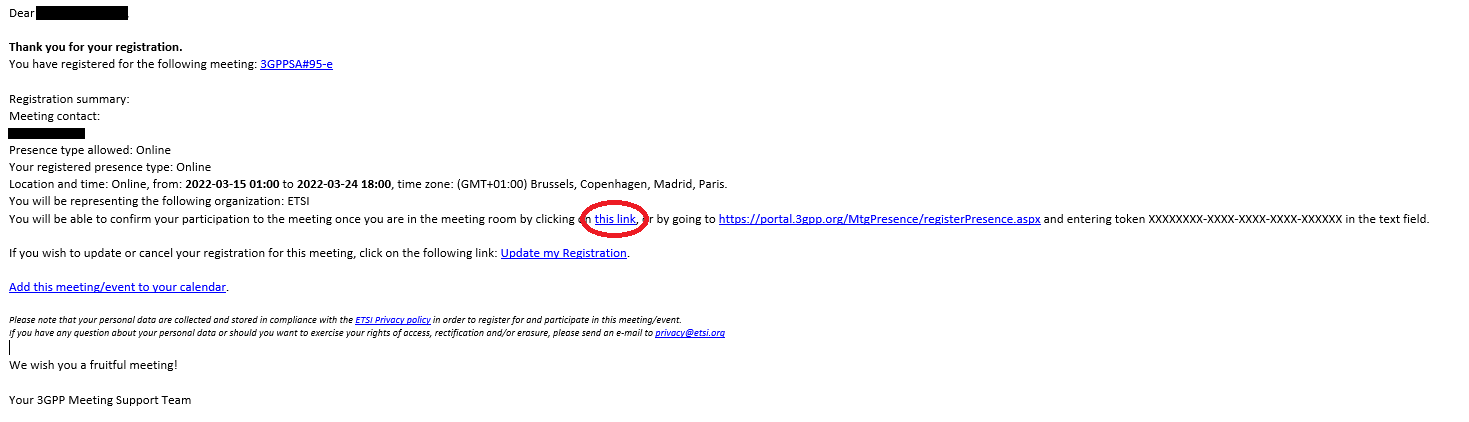 Dear
Thank you for your registration.
You have registered for the following meeting: 3GPPSA#95-e
Registration summary:
Meeting contact:
Presence type allowed: Online
Your registered presence type: Online
Location and time: Online, from: 2022-03-15 01:00 to 2022-03-24 18:00, time zone: (GMT+01:00) Brussels, Copenhagen, Madrid, Paris.
You will be representing the following organization: ETSI
You will be able to confirm your participation to the meeting once you are in the meeting room by clicking on this link, or by going to https://portal.3gpp.org/MtgPresence/registerPresence.aspx and entering token XXXXXXXX-XXXX-XXXX-XXXX-XXXXXX in the text field.
If you wish to update or cancel your registration for this meeting, click on the following link: Update my Registration.
Add this meeting/event to your calendar.
Please note that your personal data are collected and stored in compliance with the ETSI Privacy policy in order to register for and participate in this meeting/event.
If you have any question about your personal data or should you want to exercise your rights of access, rectification and/or erasure, please send an e-mail to privacy@etsi.org
We wish you a fruitful meeting!
Your 3GPP Meeting Support Team